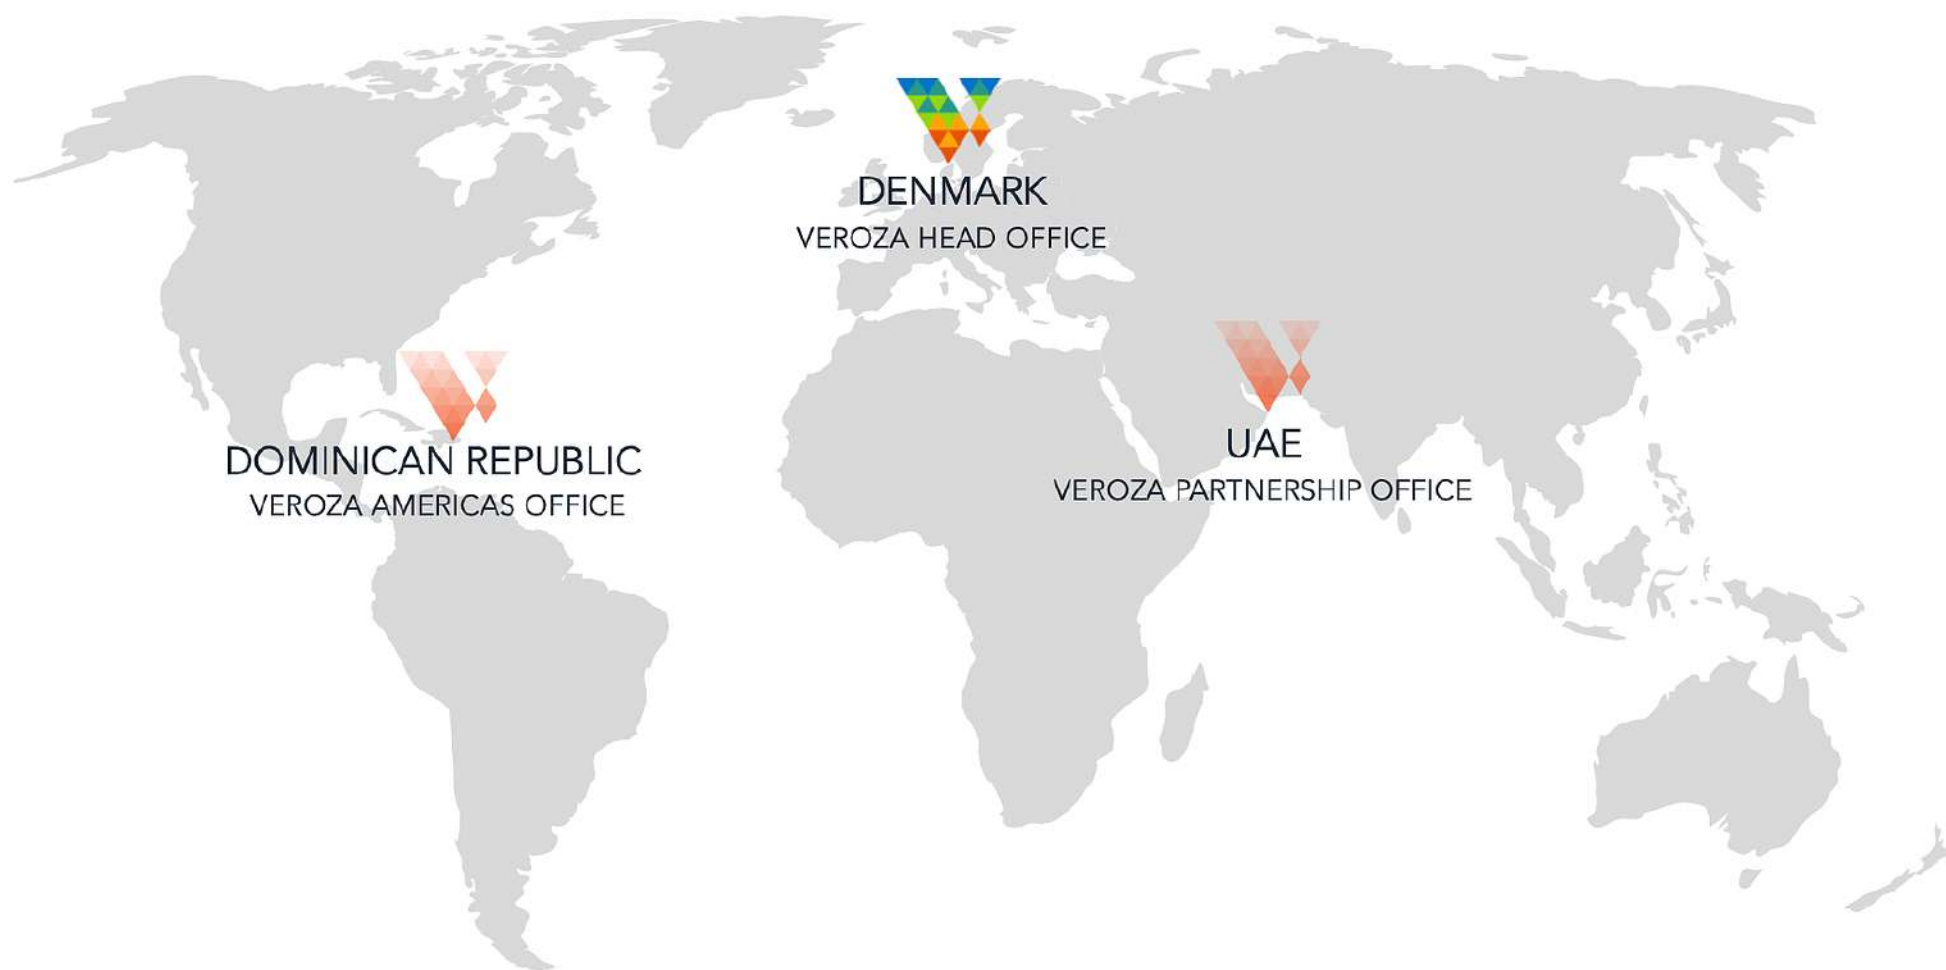 DENMARK
VEROZA HEAD OFFICE
DOMINICAN REPUBLIC
VEROZA AMERICAS OFFICE
UAE
VEROZA PARTNERSHIP OFFICE